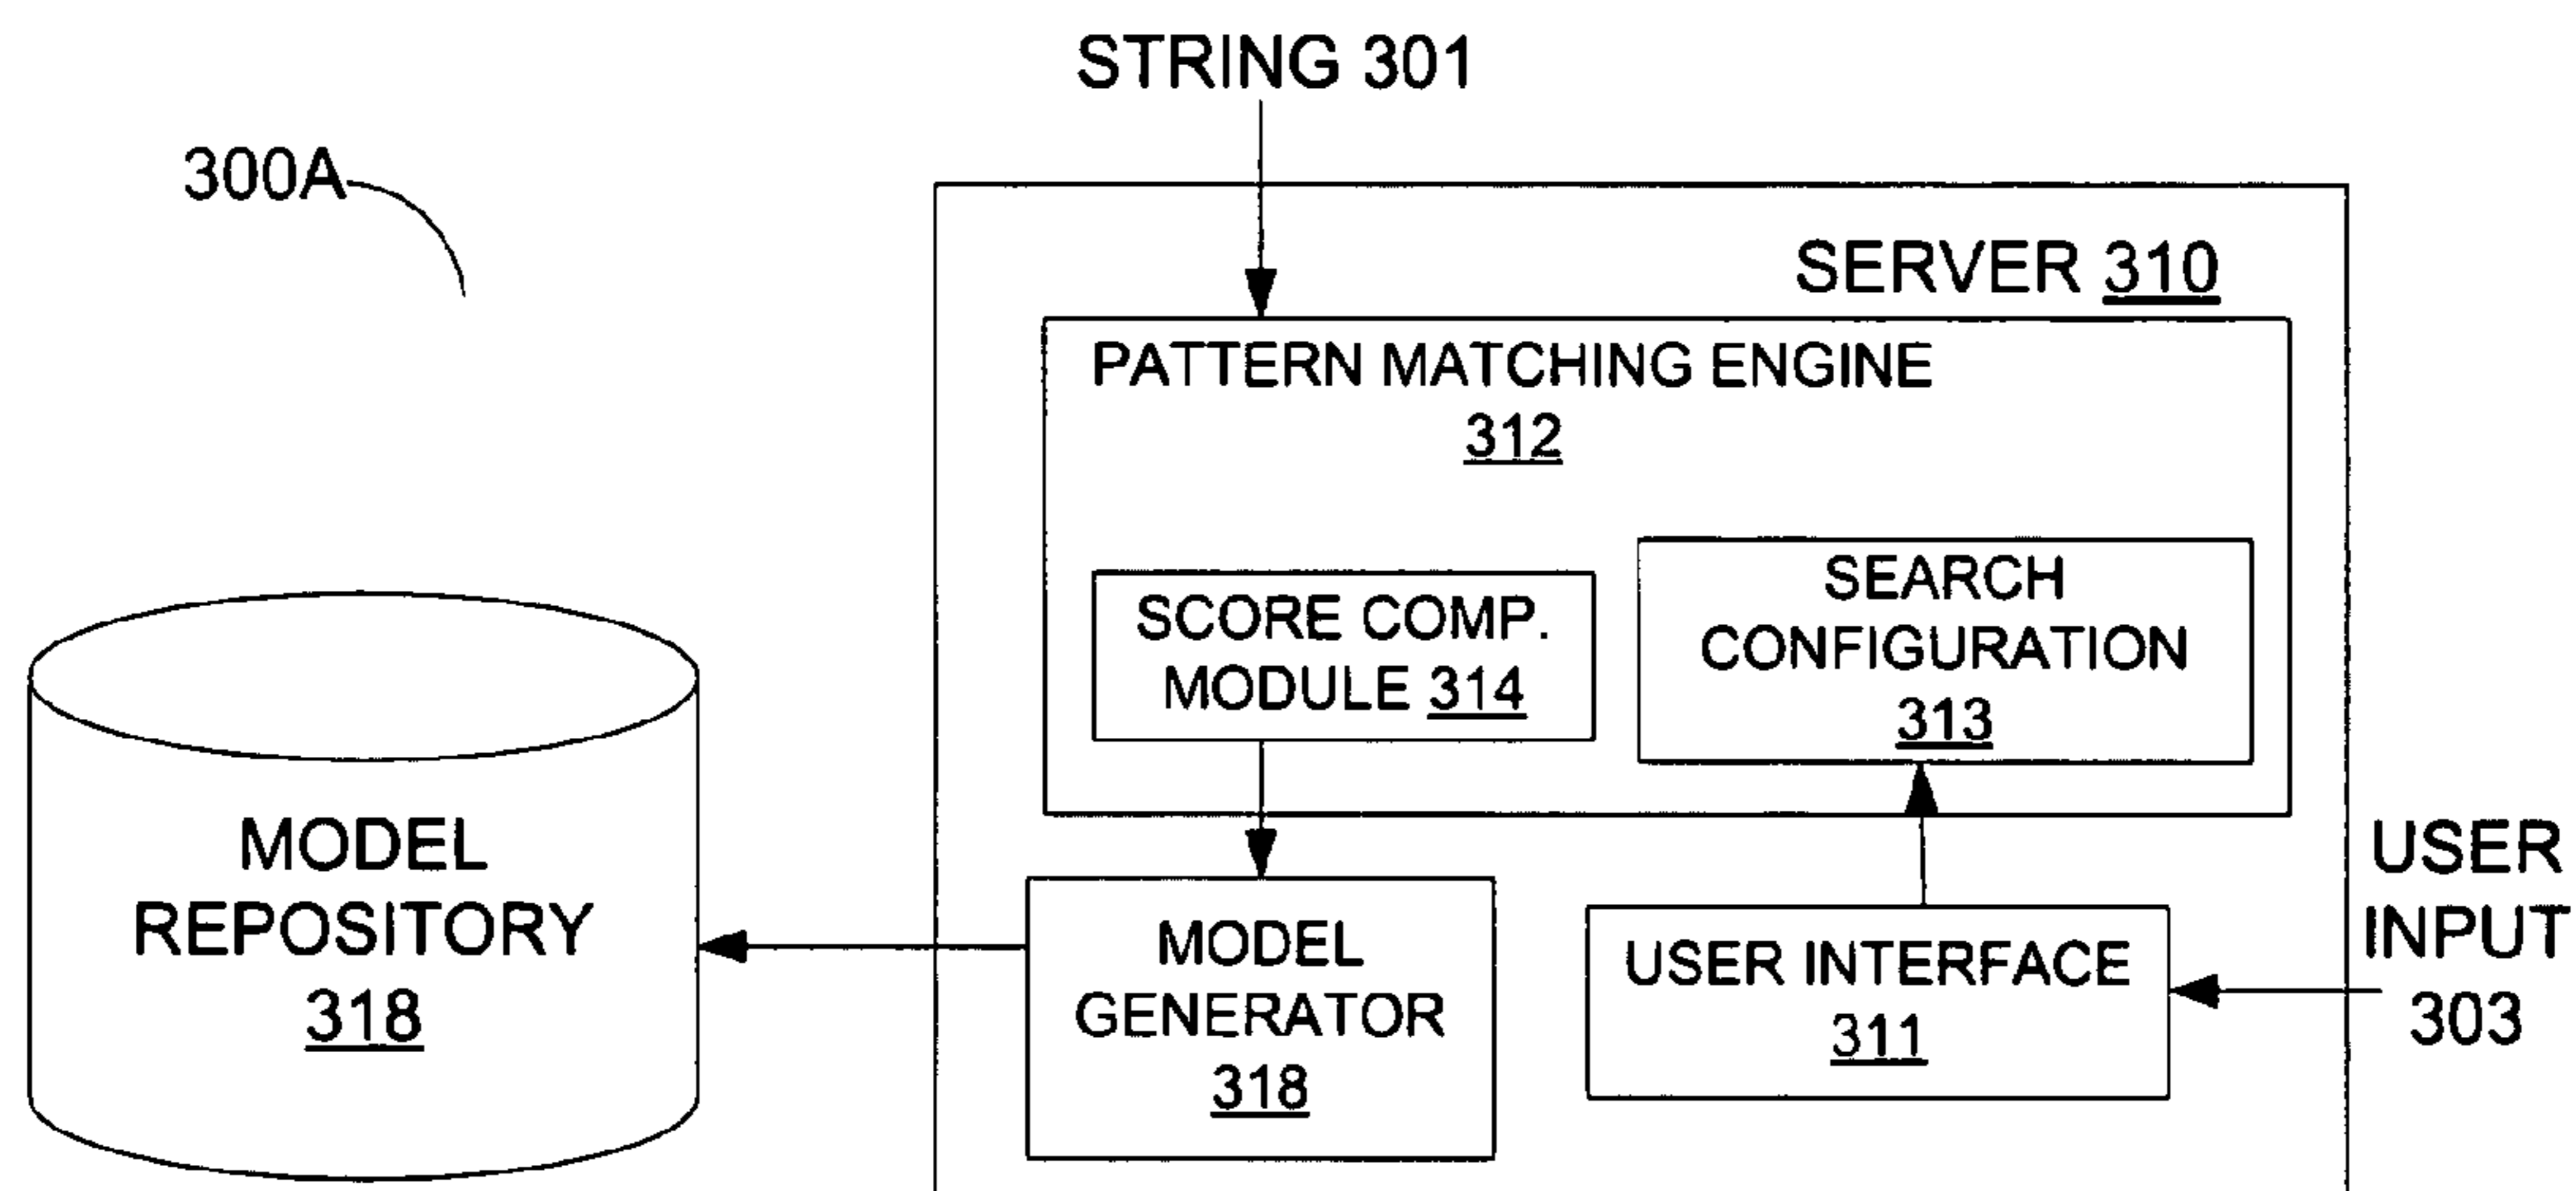 STRING 301
300A
SERVER 310
PATTERN MATCHING ENGINE
312
SCORE COMP.
MODULE 314
SEARCH
CONFIGURATION
313
MODEL
REPOSITORY
318
MODEL
GENERATOR
318
USER INTERFACE
311
USER
INPUT
303